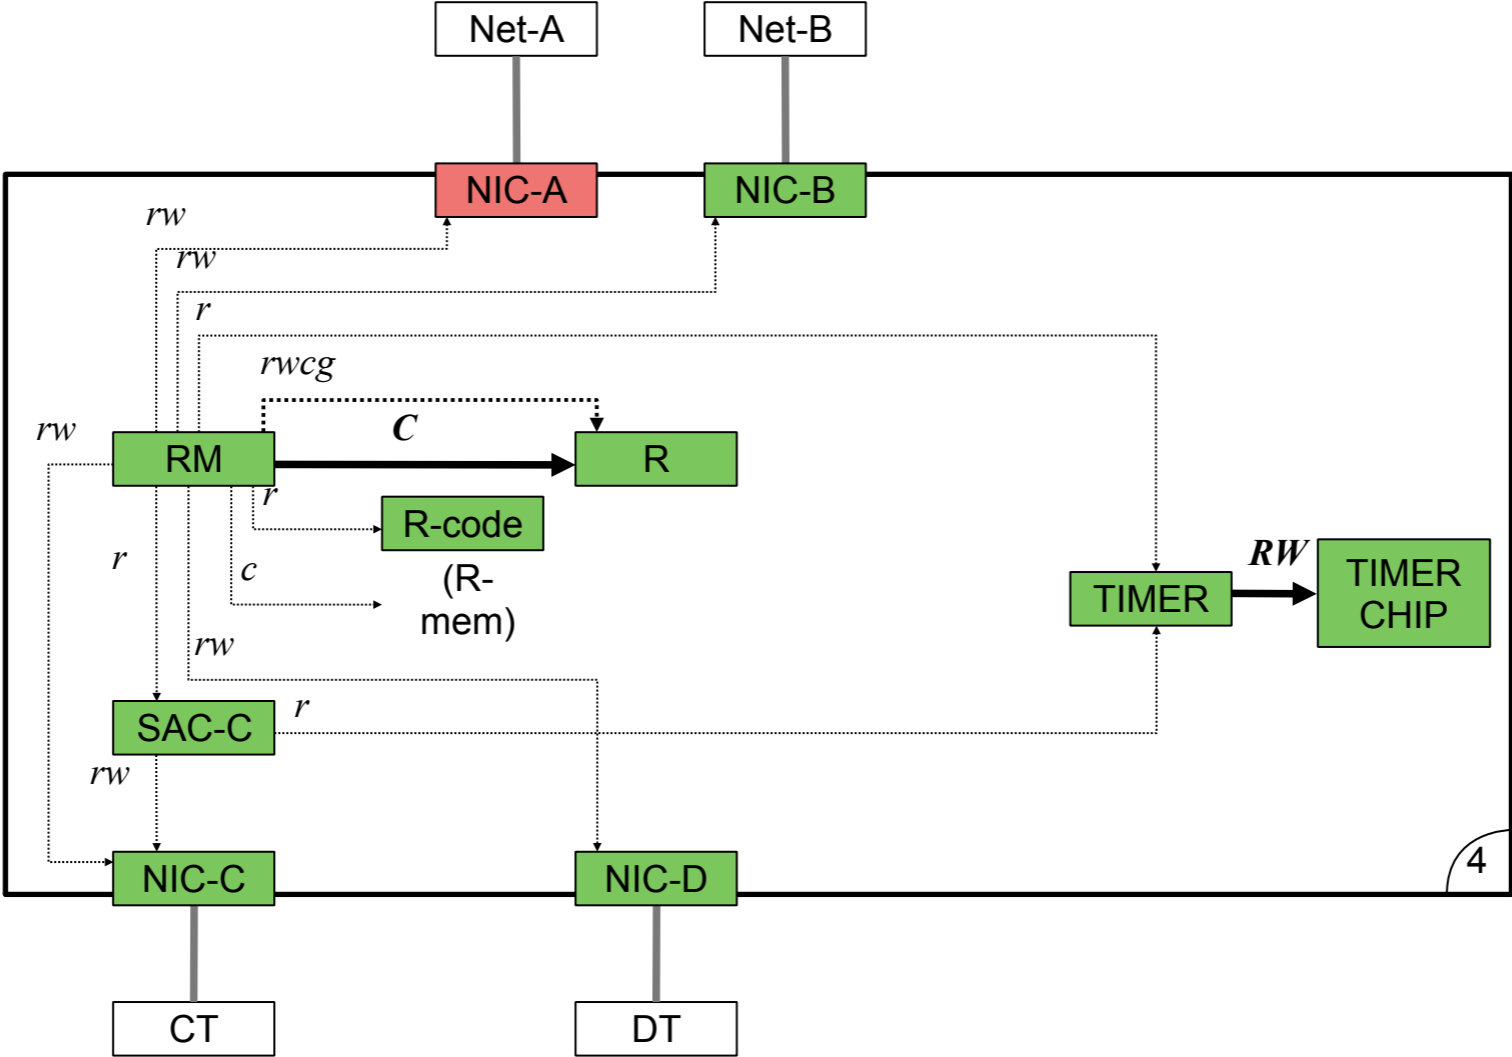 Net-A
Net-B
NIC-A
NIC-B
rw
rw
r
rwcg
rw
C
RM
R
r
R-code
r
c
(R-
mem)
RW
TIMER
TIMER
CHIP
rw
SAC-C
r
rw
4
NIC-C
NIC-D
CT
DT